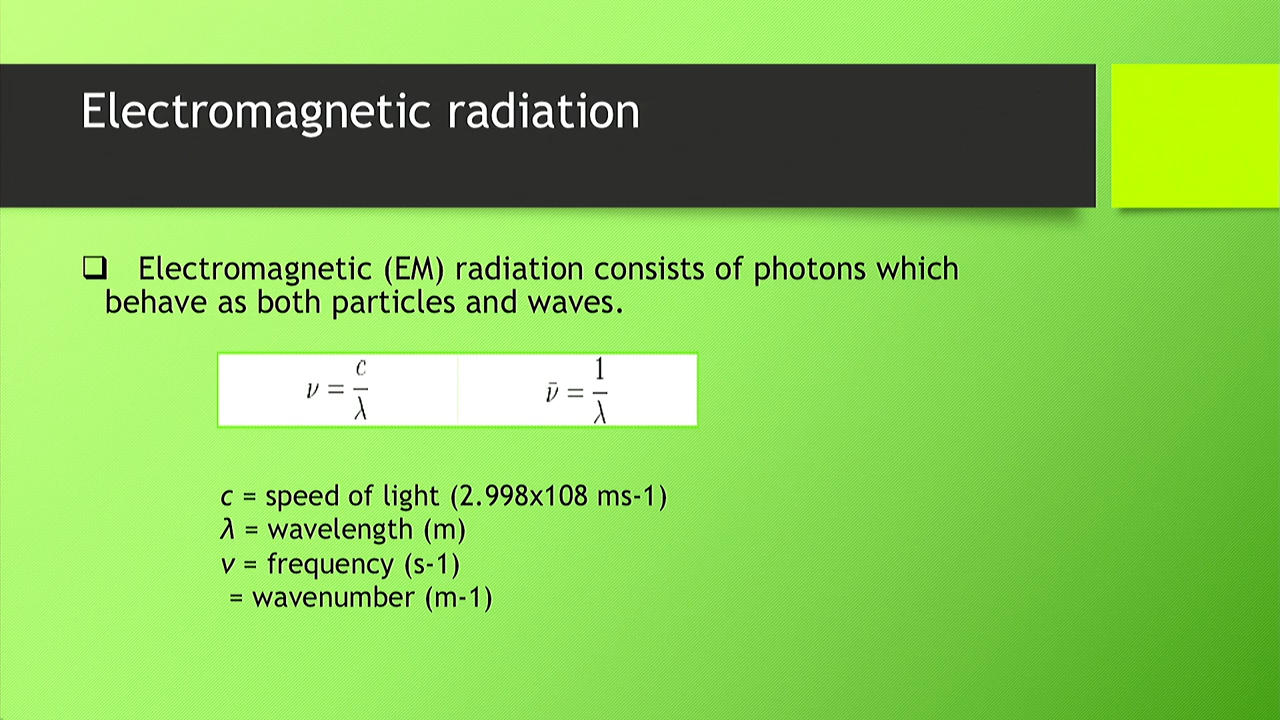 Electromagnetic radiation
❑ Electromagnetic (EM) radiation consists of photons which
behave as both particles and waves.
ν = c/λ    ν̄ = 1/λ
c = speed of light (2.998x108 ms-1)
λ = wavelength (m)
v = frequency (s-1)
= wavenumber (m-1)